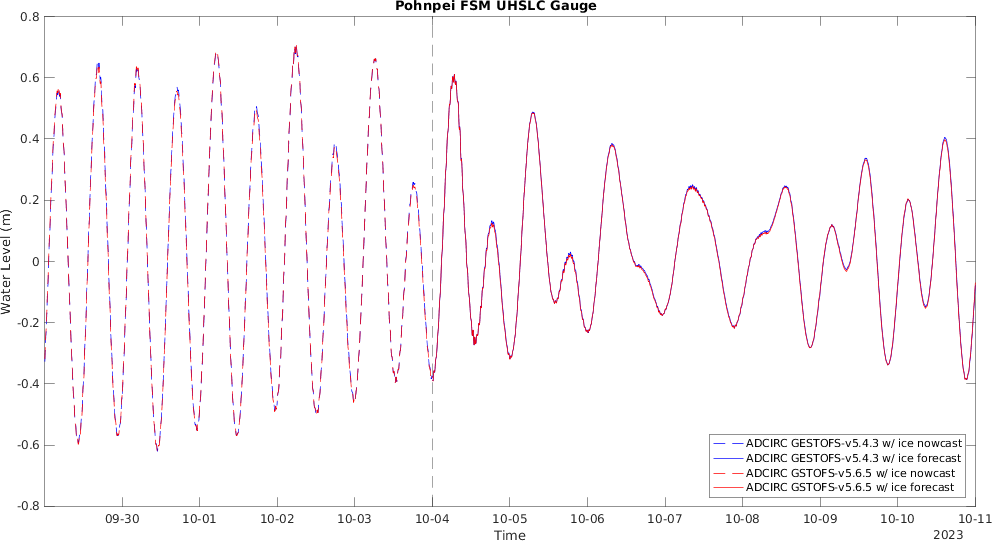 Pohnpei FSM UHSLC Gauge
0.8
0.6
0.4
0.2
0
-0.2
-0.4
-0.6
-0.8
Water Level (m)
ADCIRC GESTOFS-v5.4.3 w/ ice nowcast
ADCIRC GESTOFS-v5.4.3 w/ ice forecast
ADCIRC GSTOFS-v5.6.5 w/ ice nowcast
ADCIRC GSTOFS-v5.6.5 w/ ice forecast
09-30 10-01 10-02 10-03 10-04 10-05 10-06 10-07 10-08 10-09 10-10 10-11
Time
2023